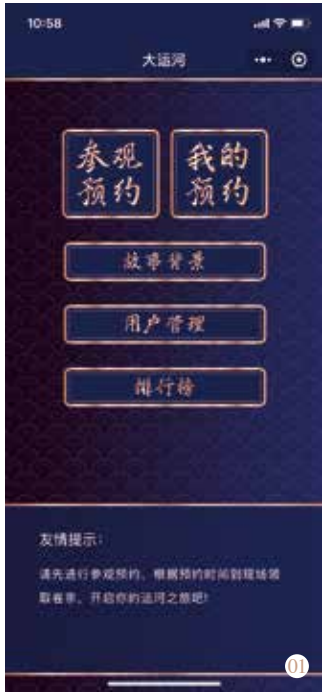 10:58
大运河
参观
预约
我的
预约
故事背景
用户管理
排行榜
友情提示：
请先进行参观预约，根据预约时间到现场领
取卷宗，开启你的运河之旅吧！
01